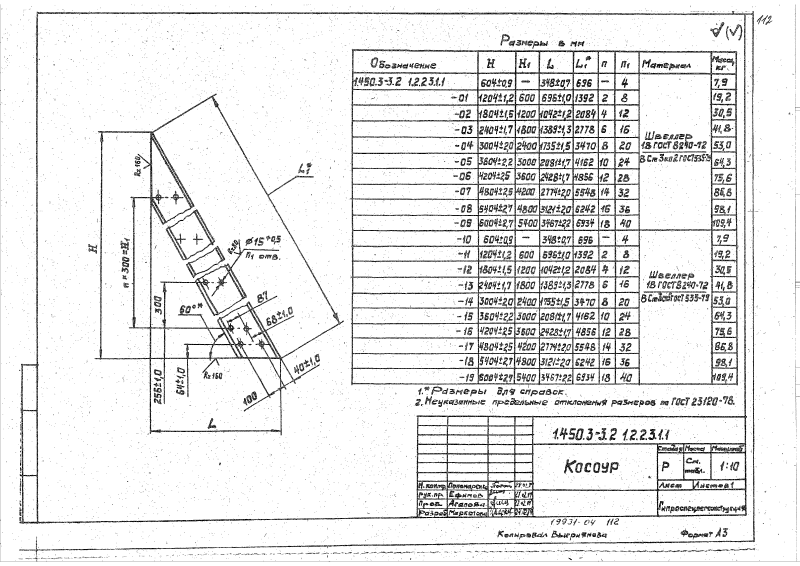 112
√(√)
Размеры в мм
Обозначение H H1 L L1* n n1 Материал Масса, кг.
1.450.3-3.2 1.2.2.3.1.1 604±0,9 — 348±0,7 696 — 4 7,9
-01 1204±1,2 600 696±1,0 1392 2 8 19,2
-02 1804±1,5 1200 1042±1,2 2084 4 12 30,5
-03 2404±1,7 1800 1389±1,3 2778 6 16 41,8
-04 3004±2,0 2400 1735±1,5 3470 8 20 53,0
-05 3604±2,2 3000 2081±1,7 4162 10 24 64,3
-06 4204±2,5 3600 2428±1,7 4856 12 28 75,6
-07 4804±2,5 4200 2774±2,0 5548 14 32 86,8
-08 5404±2,7 4800 3121±2,0 6242 16 36 98,1
-09 6004±2,7 5400 3467±2,2 6934 18 40 109,4
Швеллер
18 ГОСТ 8240-72
-10 604±0,9 — 348±0,7 696 — 4 7,9
-11 1204±1,2 600 696±1,0 1392 2 8 19,2
-12 1804±1,5 1200 1042±1,2 2084 4 12 30,5
-13 2404±1,7 1800 1389±1,3 2778 6 16 41,8
-14 3004±2,0 2400 1735±1,5 3470 8 20 53,0
-15 3604±2,2 3000 2081±1,7 4162 10 24 64,3
-16 4204±2,5 3600 2428±1,7 4856 12 28 75,6
-17 4804±2,5 4200 2774±2,0 5548 14 32 86,8
-18 5404±2,7 4800 3121±2,0 6242 16 36 98,1
-19 6004±2,7 5400 3467±2,2 6934 18 40 109,4
Швеллер
18 ГОСТ 8240-72
1.* Размеры для справок.
2. Неуказанные предельные отклонения размеров по ГОСТ 23120-78.
Rz160
L1*
H
n × 300 = H1
Rz80
Ø15+0,5
n1 отв.
300
60°*
87
68±1,0
256±1,0
64±1,0
Rz160
100
40±1,0
L
1.450.3-3.2 1.2.2.3.1.1
Косоур
Стадия Масса Масштаб
Р См. табл. 1:10
Лист Листов 1
Н.контр. Пономарева
Рук.пр. Ефимов
Пров. Агапова
Разраб. Маркатова
19931-04 112
Копировал
Формат А3